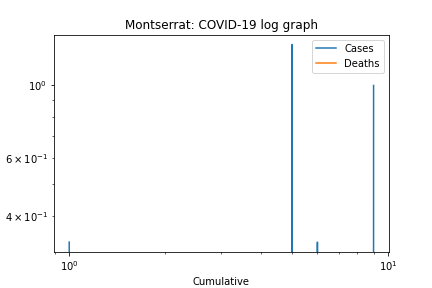 Montserrat: COVID-19 log graph
Cases
Deaths
10⁰
6 × 10⁻¹
4 × 10⁻¹
10⁰
10¹
Cumulative